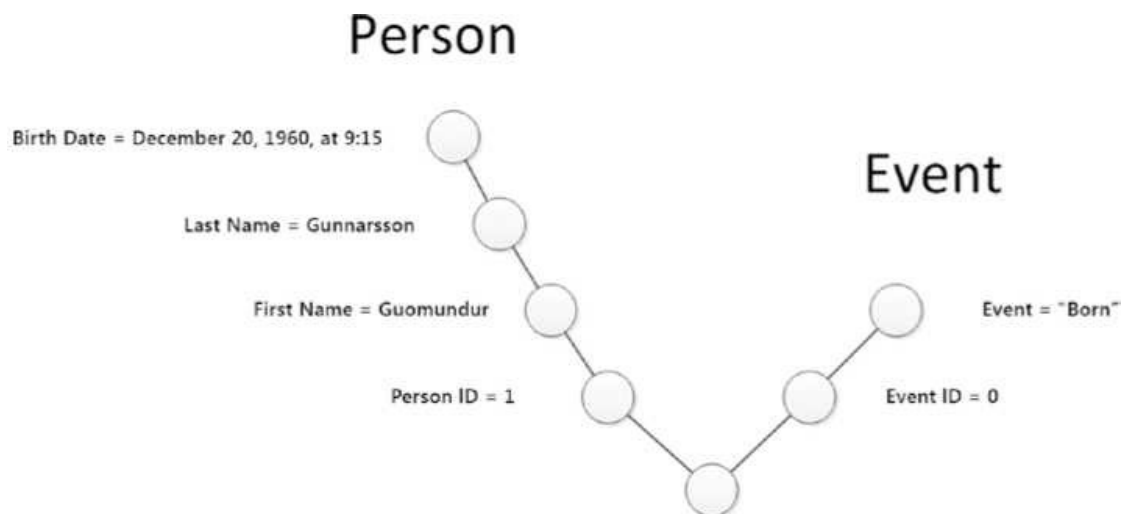 Person
Birth Date = December 20, 1960, at 9:15
Event
Last Name = Gunnarsson
First Name = Guomundur
Event = "Born"
Person ID = 1
Event ID = 0